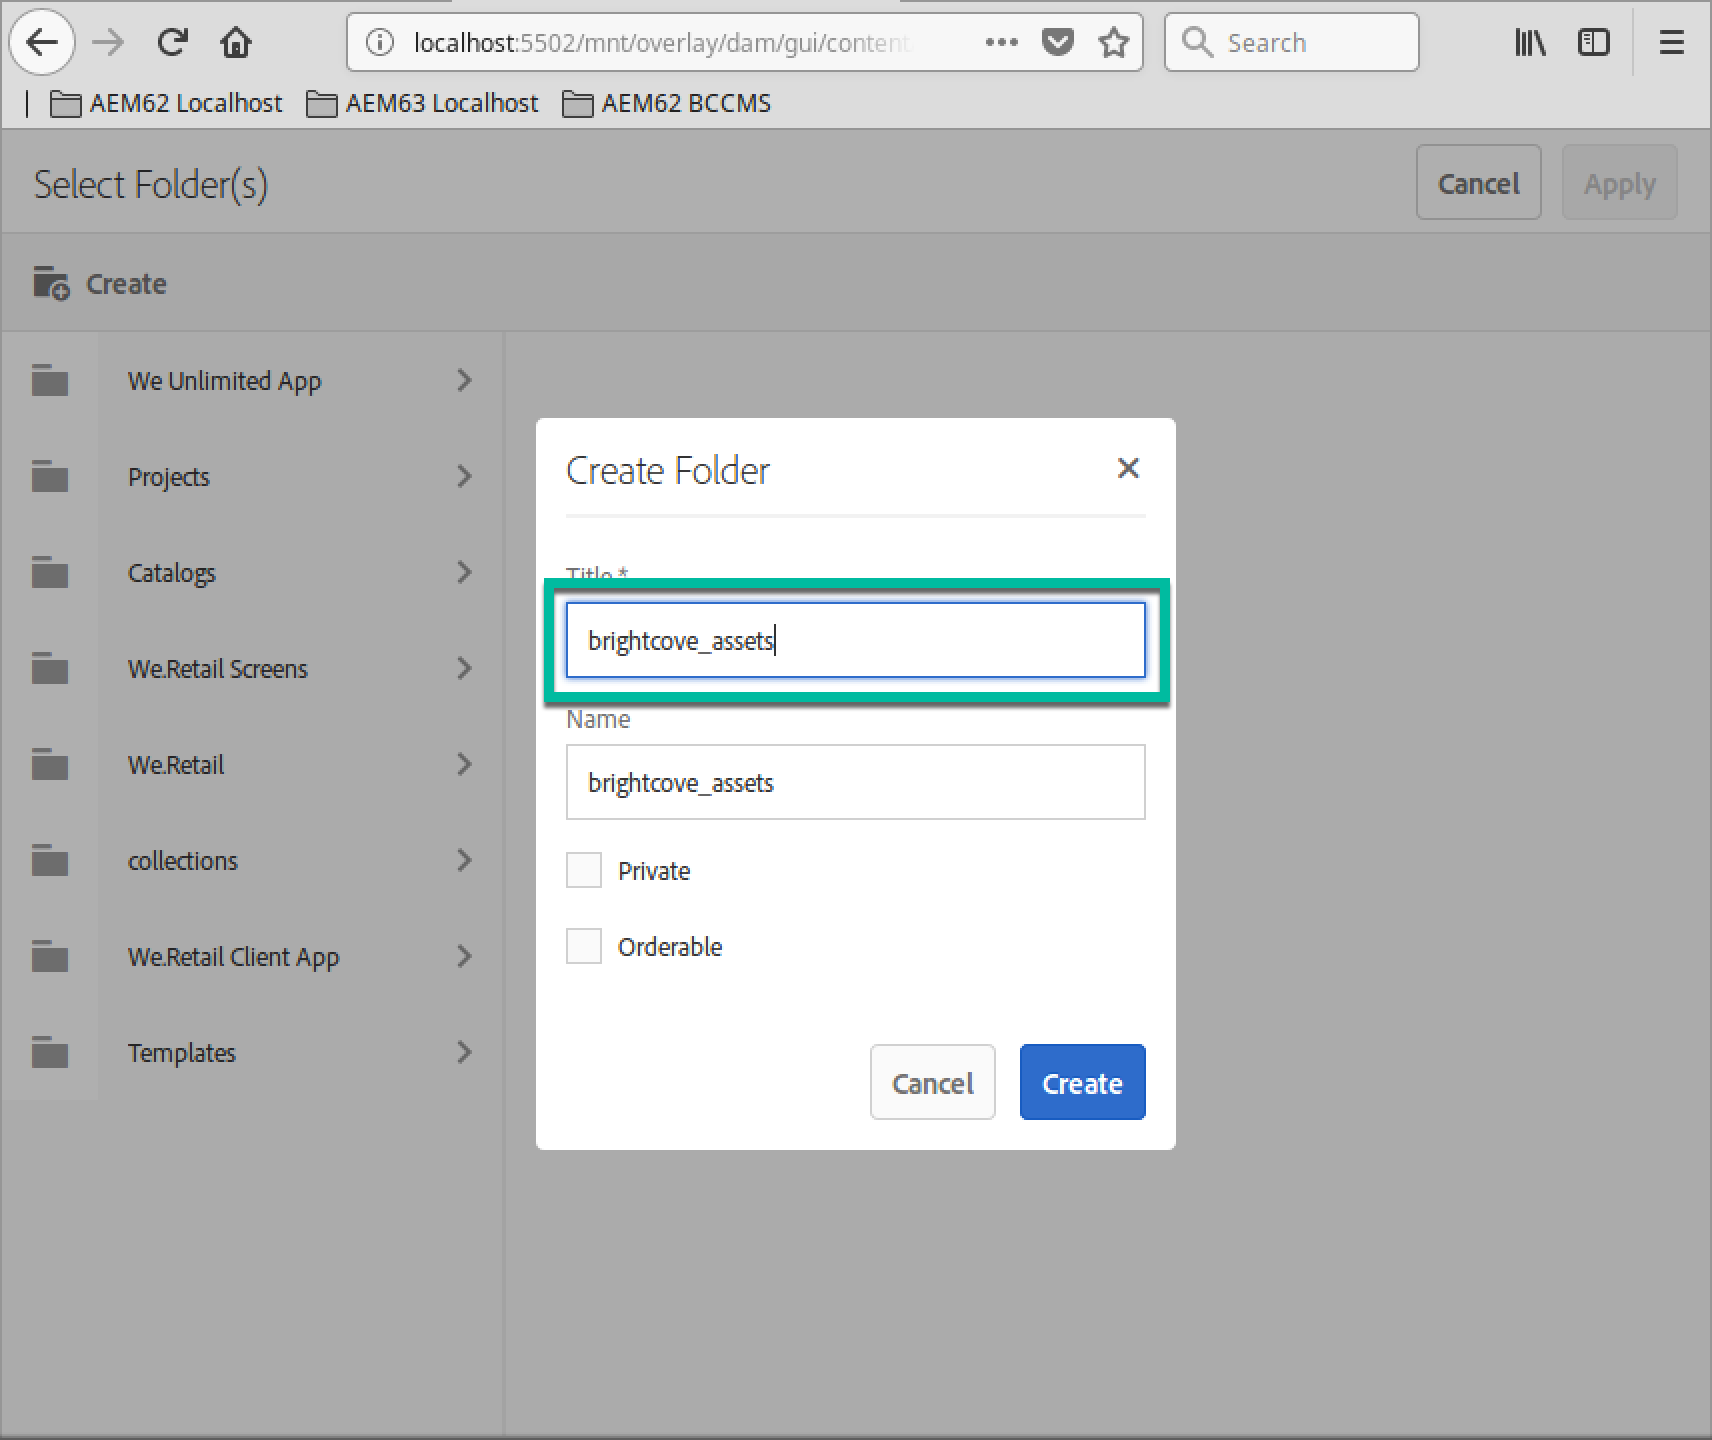 localhost:5502/mnt/overlay/dam/gui/content
Search
AEM62 Localhost
AEM63 Localhost
AEM62 BCCMS
Select Folder(s)
Cancel
Apply
Create
We Unlimited App
Projects
Catalogs
We.Retail Screens
We.Retail
collections
We.Retail Client App
Templates
Create Folder
Title *
brightcove_assets
Name
brightcove_assets
Private
Orderable
Cancel
Create